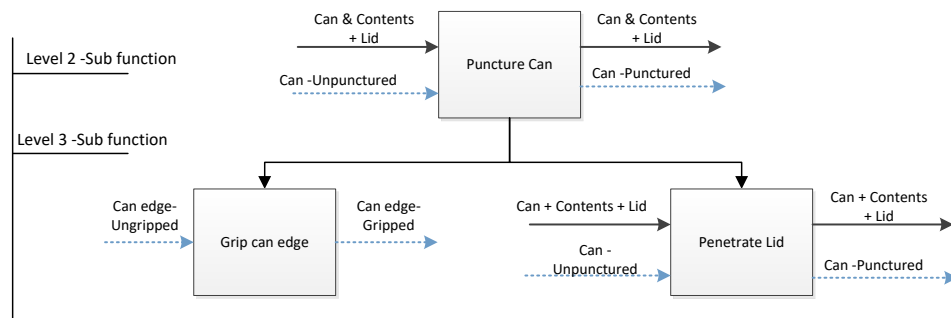 Can & Contents
+ Lid
Can & Contents
+ Lid
Level 2 -Sub function
Puncture Can
Can -Unpunctured
Can -Punctured
Level 3 -Sub function
Can edge-
Ungripped
Grip can edge
Can edge-
Gripped
Can + Contents + Lid
Can -
Unpunctured
Penetrate Lid
Can + Contents
+ Lid
Can -Punctured